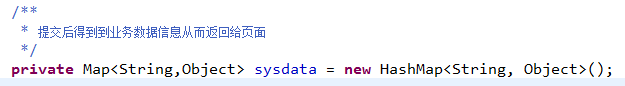 /**
 * 提交后得到到业务数据信息从而返回给页面
 */
private Map<String,Object> sysdata = new HashMap<String, Object>();